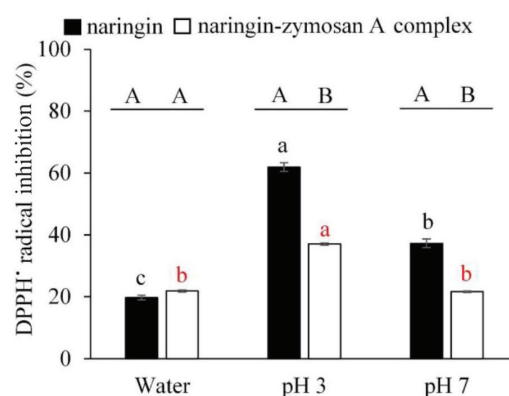 naringin naringin-zymosan A complex
DPPH• radical inhibition (%)
100
80
60
40
20
0
A A A B A B
c b a a b b
Water pH 3 pH 7